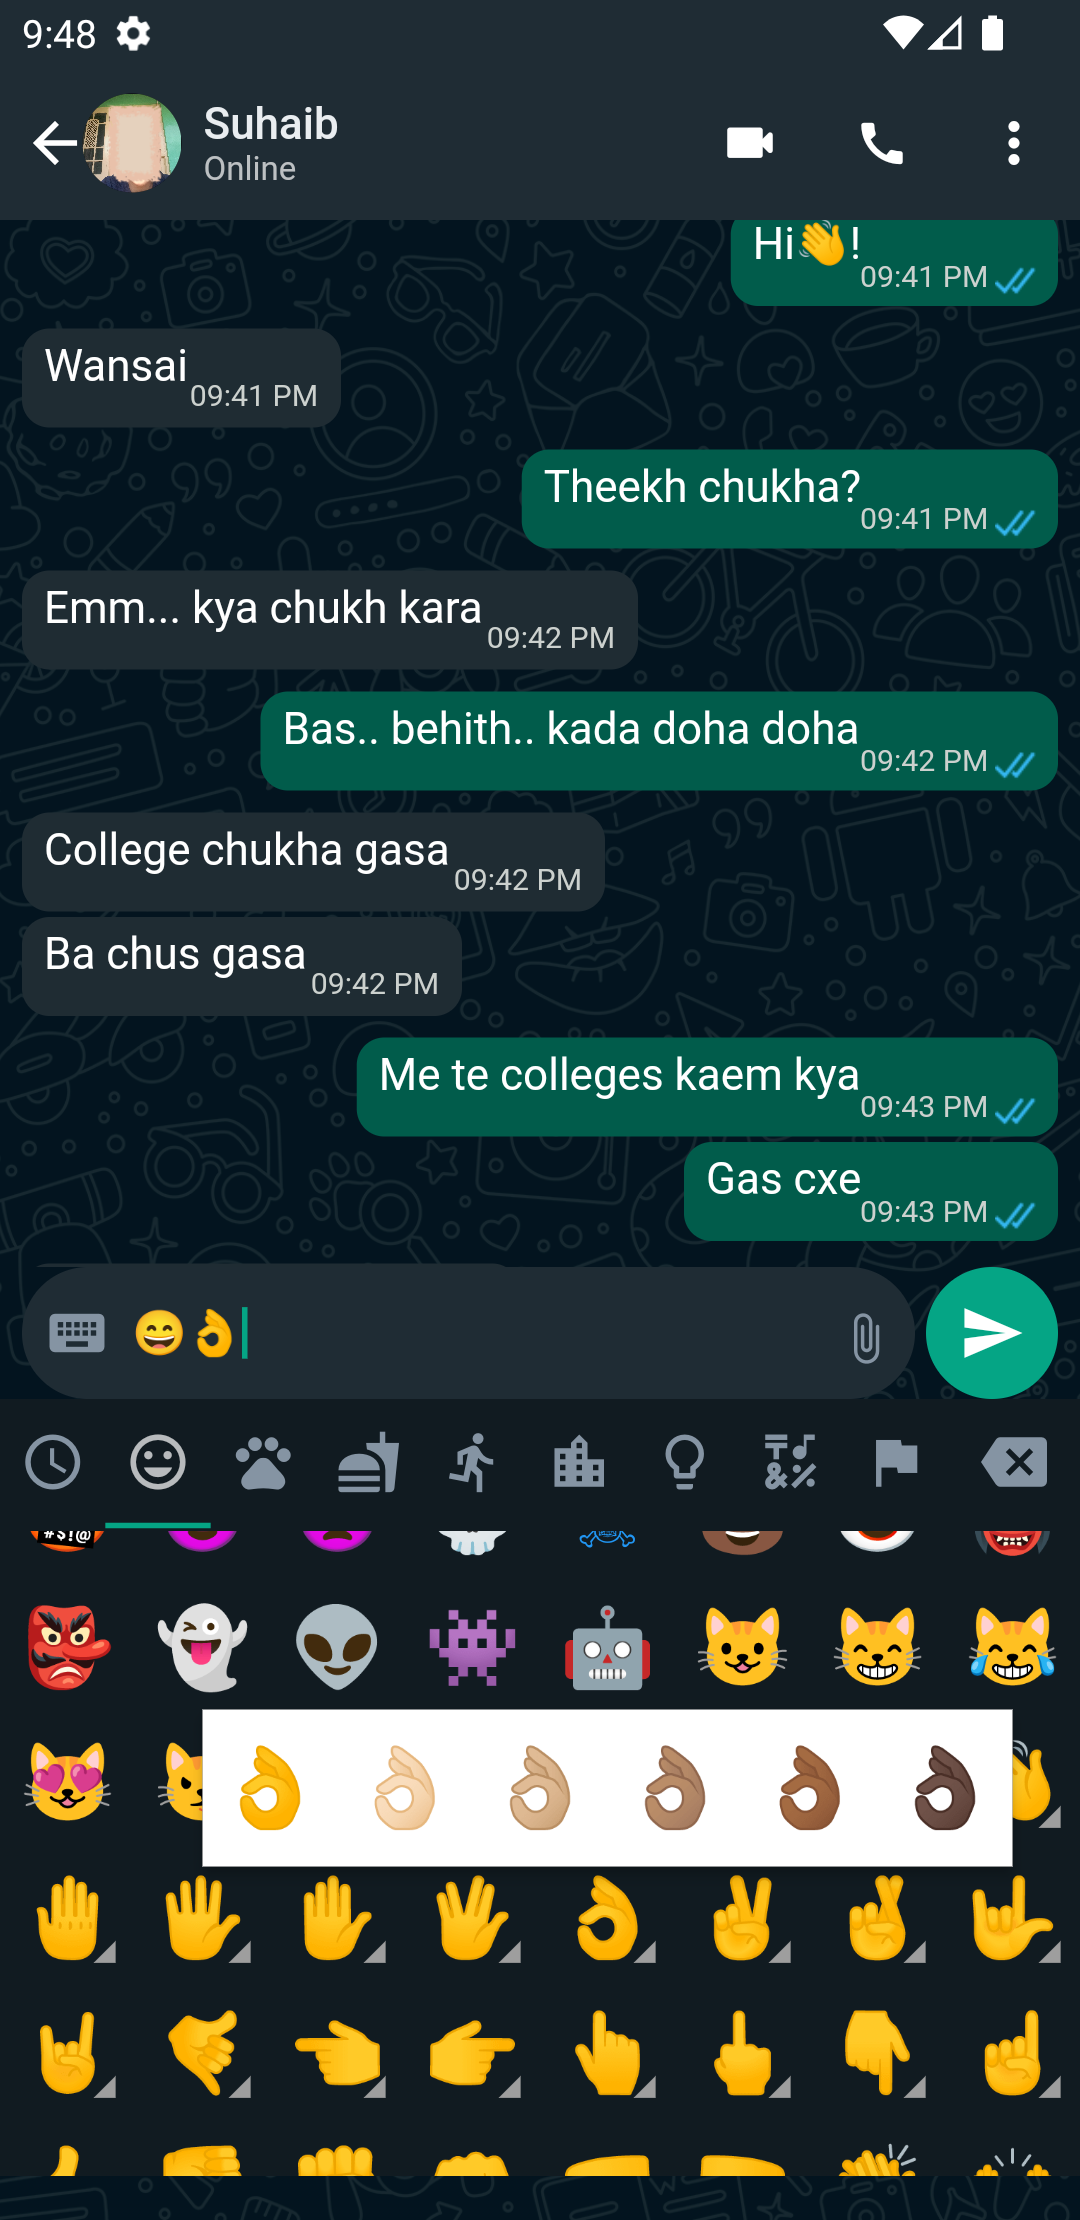 9:48
Suhaib
Online
Hi👋!
09:41 PM
Wansai
09:41 PM
Theekh chukha?
09:41 PM
Emm... kya chukh kara
09:42 PM
Bas.. behith.. kada doha doha
09:42 PM
College chukha gasa
09:42 PM
Ba chus gasa
09:42 PM
Me te colleges kaem kya
09:43 PM
Gas cxe
09:43 PM
😄👌
#$!@